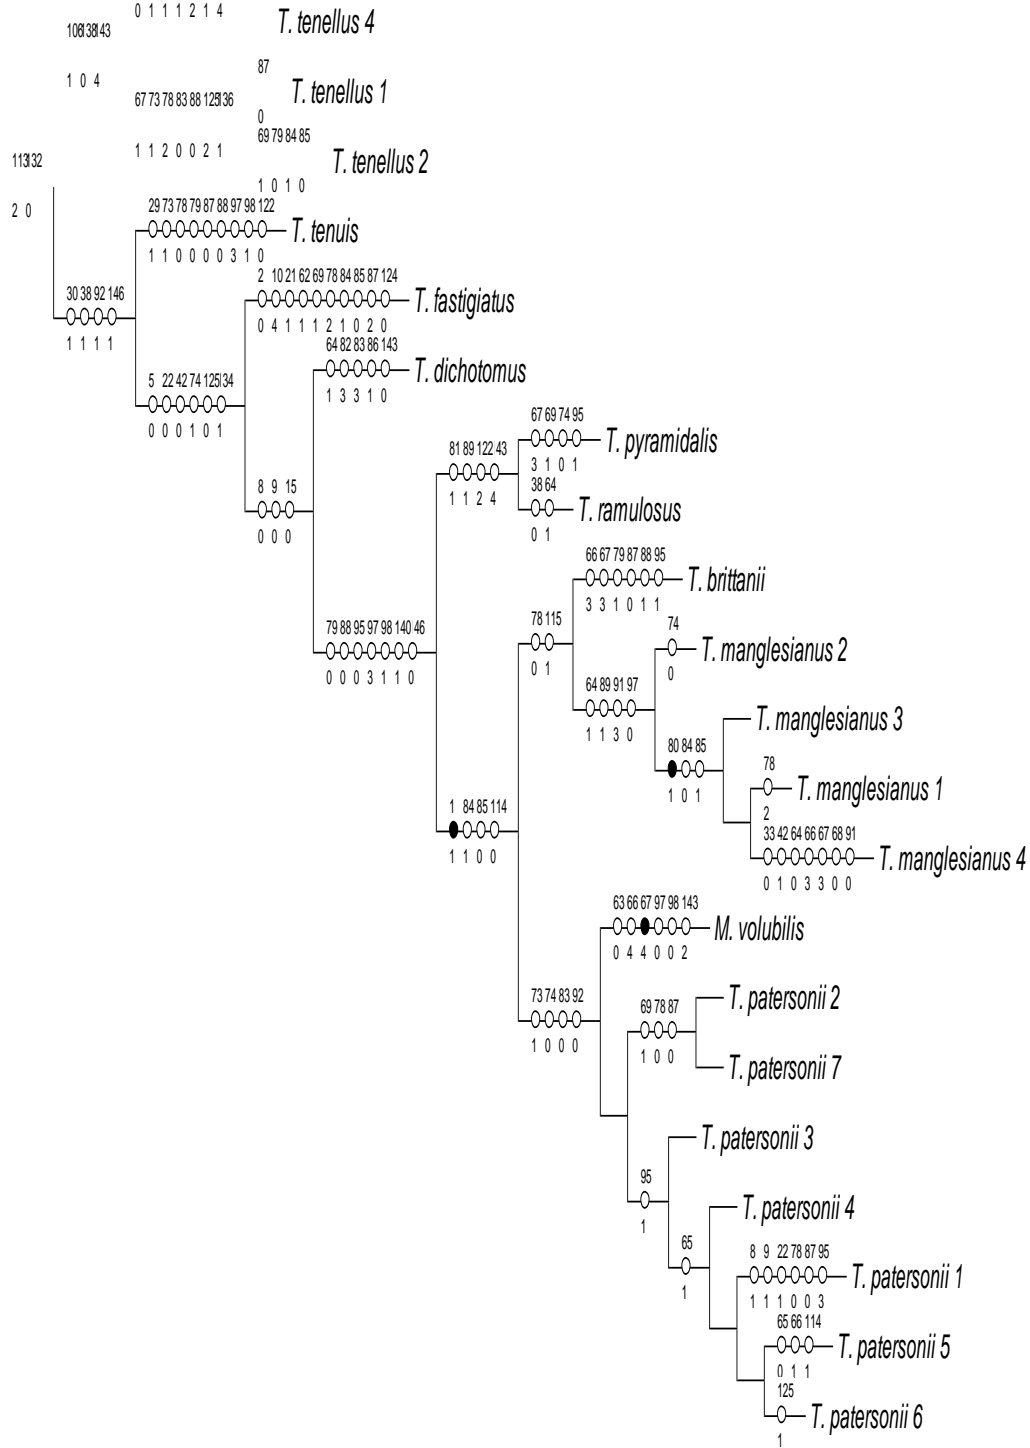 0 1 1 1 2 1 4
T. tenellus 4
106 138 143
1 0 4
87
T. tenellus 1
0
67 73 78 83 88 125 136
1 1 2 0 0 2 1
69 79 84 85
T. tenellus 2
1 0 1 0
113 132
2 0
29 73 78 79 87 88 97 98 122
T. tenuis
1 1 0 0 0 0 3 1 0
30 38 92 146
1 1 1 1
2 10 21 62 69 78 84 85 87 124
T. fastigiatus
0 4 1 1 1 2 1 0 2 0
64 82 83 86 143
T. dichotomus
1 3 3 1 0
5 22 42 74 125 134
0 0 0 1 0 1
67 69 74 95
T. pyramidalis
3 1 0 1
81 89 122 43
1 1 2 4
38 64
T. ramulosus
0 1
8 9 15
0 0 0
66 67 79 87 88 95
T. brittanii
3 3 1 0 1 1
78 115
0 1
74
T. manglesianus 2
0
79 88 95 97 98 140 46
0 0 0 3 1 1 0
64 89 91 97
1 1 3 0
T. manglesianus 3
80 84 85
1 0 1
78
T. manglesianus 1
2
1 84 85 114
1 1 0 0
33 42 64 66 67 68 91
T. manglesianus 4
0 1 0 3 3 0 0
63 66 67 97 98 143
M. volubilis
0 4 4 0 0 2
73 74 83 92
1 0 0 0
T. patersonii 2
69 78 87
1 0 0
T. patersonii 7
T. patersonii 3
95
1
T. patersonii 4
65
1
8 9 22 78 87 95
T. patersonii 1
1 1 1 0 0 3
65 66 114
T. patersonii 5
0 1 1
125
T. patersonii 6
1